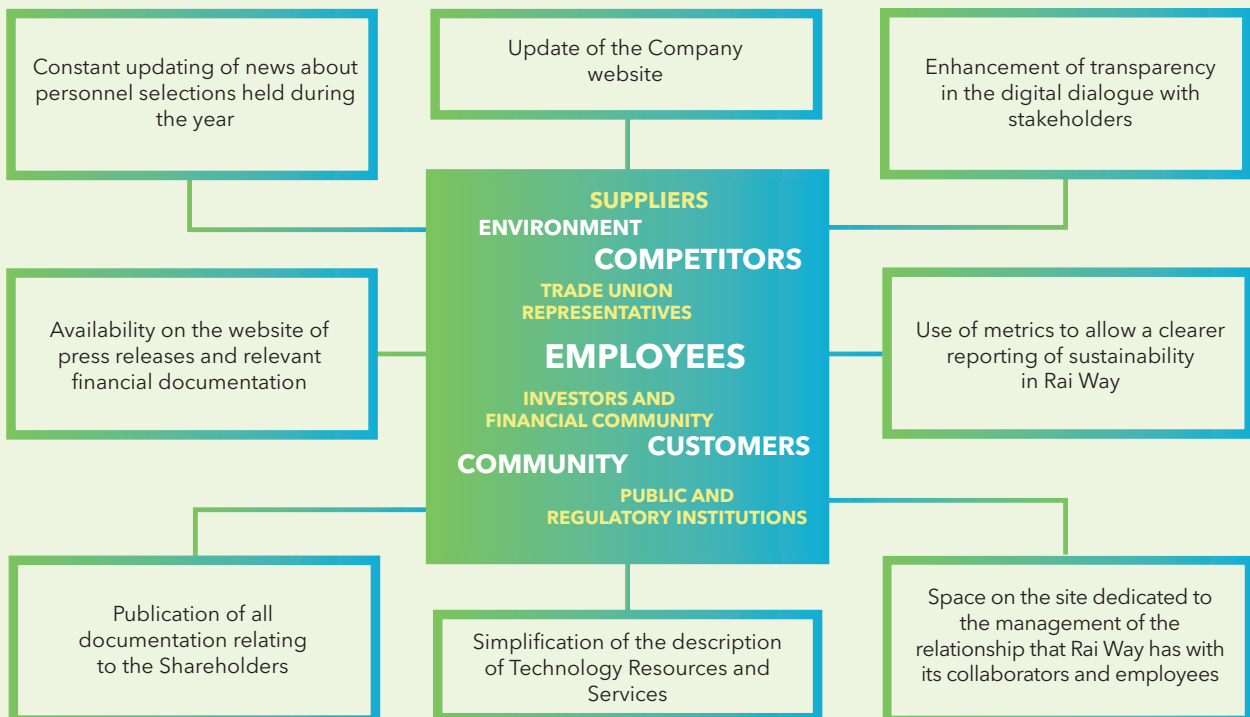 Constant updating of news about
personnel selections held during
the year
Update of the Company
website
Enhancement of transparency
in the digital dialogue with
stakeholders
SUPPLIERS
ENVIRONMENT
COMPETITORS
TRADE UNION
REPRESENTATIVES
EMPLOYEES
INVESTORS AND
FINANCIAL COMMUNITY
CUSTOMERS
COMMUNITY
PUBLIC AND
REGULATORY INSTITUTIONS
Availability on the website of
press releases and relevant
financial documentation
Use of metrics to allow a clearer
reporting of sustainability
in Rai Way
Publication of all
documentation relating
to the Shareholders
Simplification of the description
of Technology Resources and
Services
Space on the site dedicated to
the management of the
relationship that Rai Way has with
its collaborators and employees